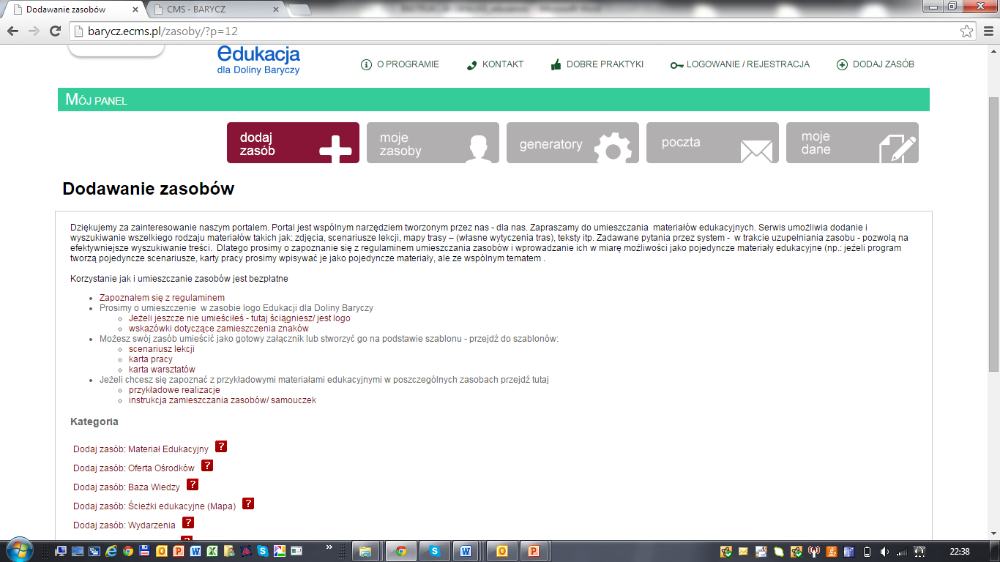 Dodawanie zasobów
CMS - BARYCZ
barycz.ecms.pl/zasoby/?p=12
edukacja
dla Doliny Baryczy
O PROGRAMIE
KONTAKT
DOBRE PRAKTYKI
LOGOWANIE / REJESTRACJA
DODAJ ZASÓB
MÓJ PANEL
dodaj
zasób
moje
zasoby
generatory
poczta
moje
dane
Dodawanie zasobów
Dziękujemy za zainteresowanie naszym portalem. Portal jest wspólnym narzędziem tworzonym przez nas - dla nas. Zapraszamy do umieszczania materiałów edukacyjnych. Serwis umożliwia dodanie i
wyszukiwanie wszelkiego rodzaju materiałów takich jak: zdjęcia, scenariusze lekcji, mapy trasy – (własne wytyczenia tras), teksty itp. Zadawane pytania przez system - w trakcie uzupełniania zasobu - pozwolą na
efektywniejsze wyszukiwanie treści. Dlatego prosimy o zapoznanie się z regulaminem umieszczania zasobów i wprowadzanie ich w miarę możliwości jako pojedyncze materiały edukacyjne (np.: jeżeli program
tworzą pojedyncze scenariusze, karty pracy prosimy wpisywać je jako pojedyncze materiały, ale ze wspólnym tematem .
Korzystanie jak i umieszczanie zasobów jest bezpłatne
Zapoznałem się z regulaminem
Prosimy o umieszczenie w zasobie logo Edukacji dla Doliny Baryczy
Jeżeli jeszcze nie umieściłeś - tutaj ściągniesz/ jest logo
wskazówki dotyczące zamieszczenia znaków
Możesz swój zasób umieścić jako gotowy załącznik lub stworzyć go na podstawie szablonu - przejdź do szablonów:
scenariusz lekcji
karta pracy
karta warsztatów
Jeżeli chcesz się zapoznać z przykładowymi materiałami edukacyjnymi w poszczególnych zasobach przejdź tutaj
przykładowe realizacje
instrukcja zamieszczania zasobów/ samouczek
Kategoria
Dodaj zasób: Materiał Edukacyjny ?
Dodaj zasób: Oferta Ośrodków ?
Dodaj zasób: Baza Wiedzy ?
Dodaj zasób: Ścieżki edukacyjne (Mapa) ?
Dodaj zasób: Wydarzenia ?
22:38